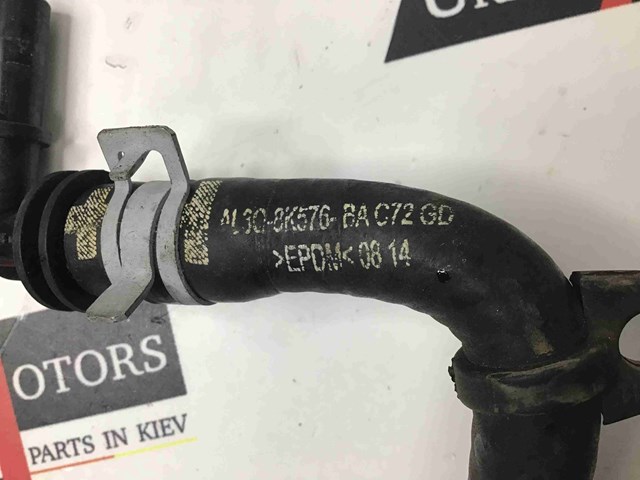 4L3Q-8K576-BA C72 GD
>EPDM< 08 14
OTORS
PARTS IN KIEV